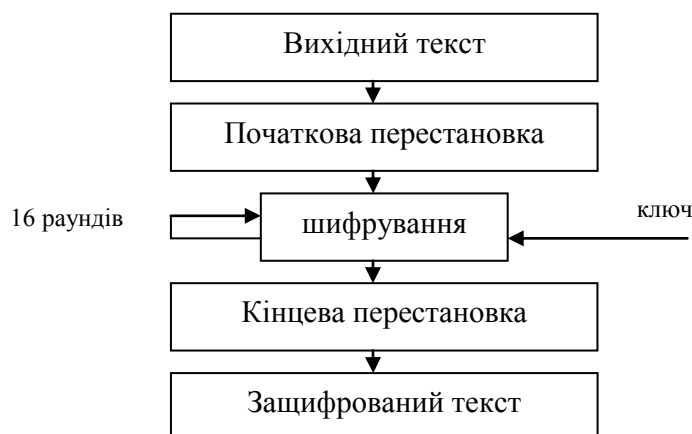 Вихідний текст
Початкова перестановка
16 раундів
шифрування
ключ
Кінцева перестановка
Защифрований текст